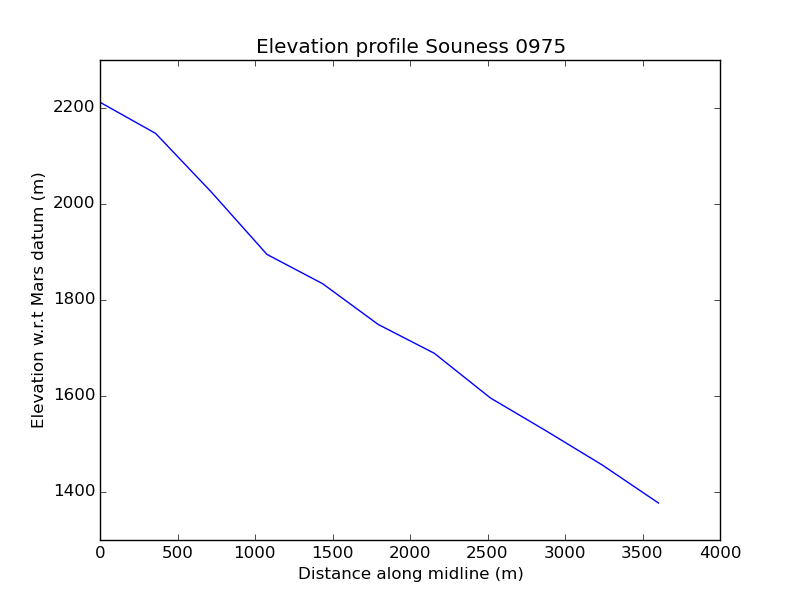 Elevation profile Souness 0975
2200
2000
1800
1600
1400
Elevation w.r.t Mars datum (m)
0 500 1000 1500 2000 2500 3000 3500 4000
Distance along midline (m)